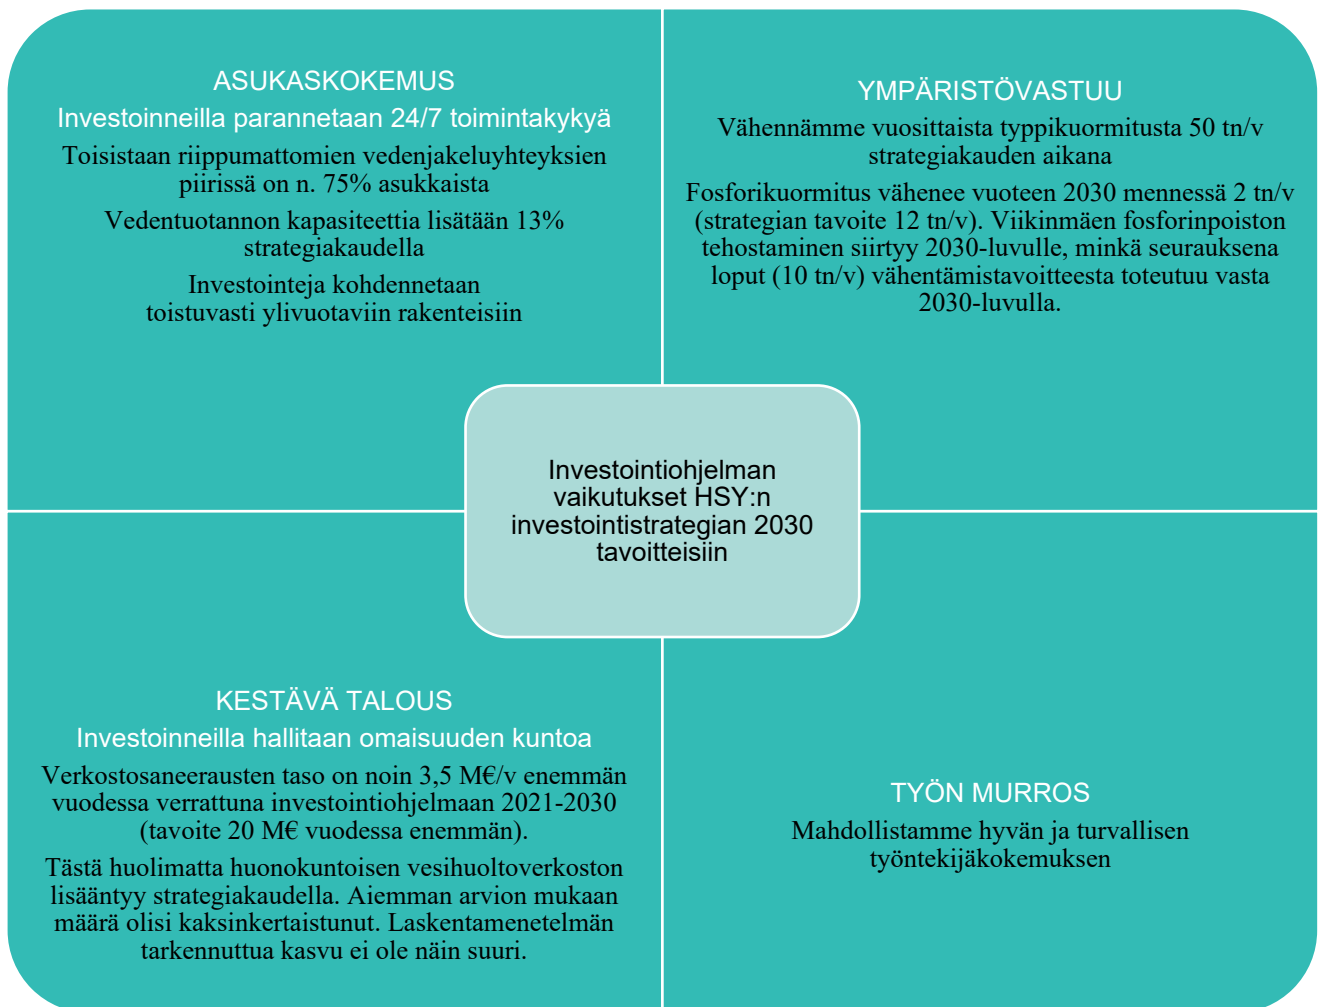 ASUKASKOKEMUS
Investoinneilla parannetaan 24/7 toimintakykyä
Toisistaan riippumattomien vedenjakeluyhteyksien
piirissä on n. 75% asukkaista
Vedentuotannon kapasiteettia lisätään 13%
strategiakaudella
Investointeja kohdennetaan
toistuvasti ylivuotaviin rakenteisiin
YMPÄRISTÖVASTUU
Vähennämme vuosittaista typpikuormitusta 50 tn/v
strategiakauden aikana
Fosforikuormitus vähenee vuoteen 2030 mennessä 2 tn/v
(strategian tavoite 12 tn/v). Viikinmäen fosforinpoiston
tehostaminen siirtyy 2030-luvulle, minkä seurauksena
loput (10 tn/v) vähentämistavoitteesta toteutuu vasta
2030-luvulla.
Investointiohjelman
vaikutukset HSY:n
investointistrategian 2030
tavoitteisiin
KESTÄVÄ TALOUS
Investoinneilla hallitaan omaisuuden kuntoa
Verkostosaneerausten taso on noin 3,5 M€/v enemmän
vuodessa verrattuna investointiohjelmaan 2021-2030
(tavoite 20 M€ vuodessa enemmän).
Tästä huolimatta huonokuntoisen vesihuoltoverkoston
lisääntyy strategiakaudella. Aiemman arvion mukaan
määrä olisi kaksinkertaistunut. Laskentamenetelmän
tarkennuttua kasvu ei ole näin suuri.
TYÖN MURROS
Mahdollistamme hyvän ja turvallisen
työntekijäkokemuksen